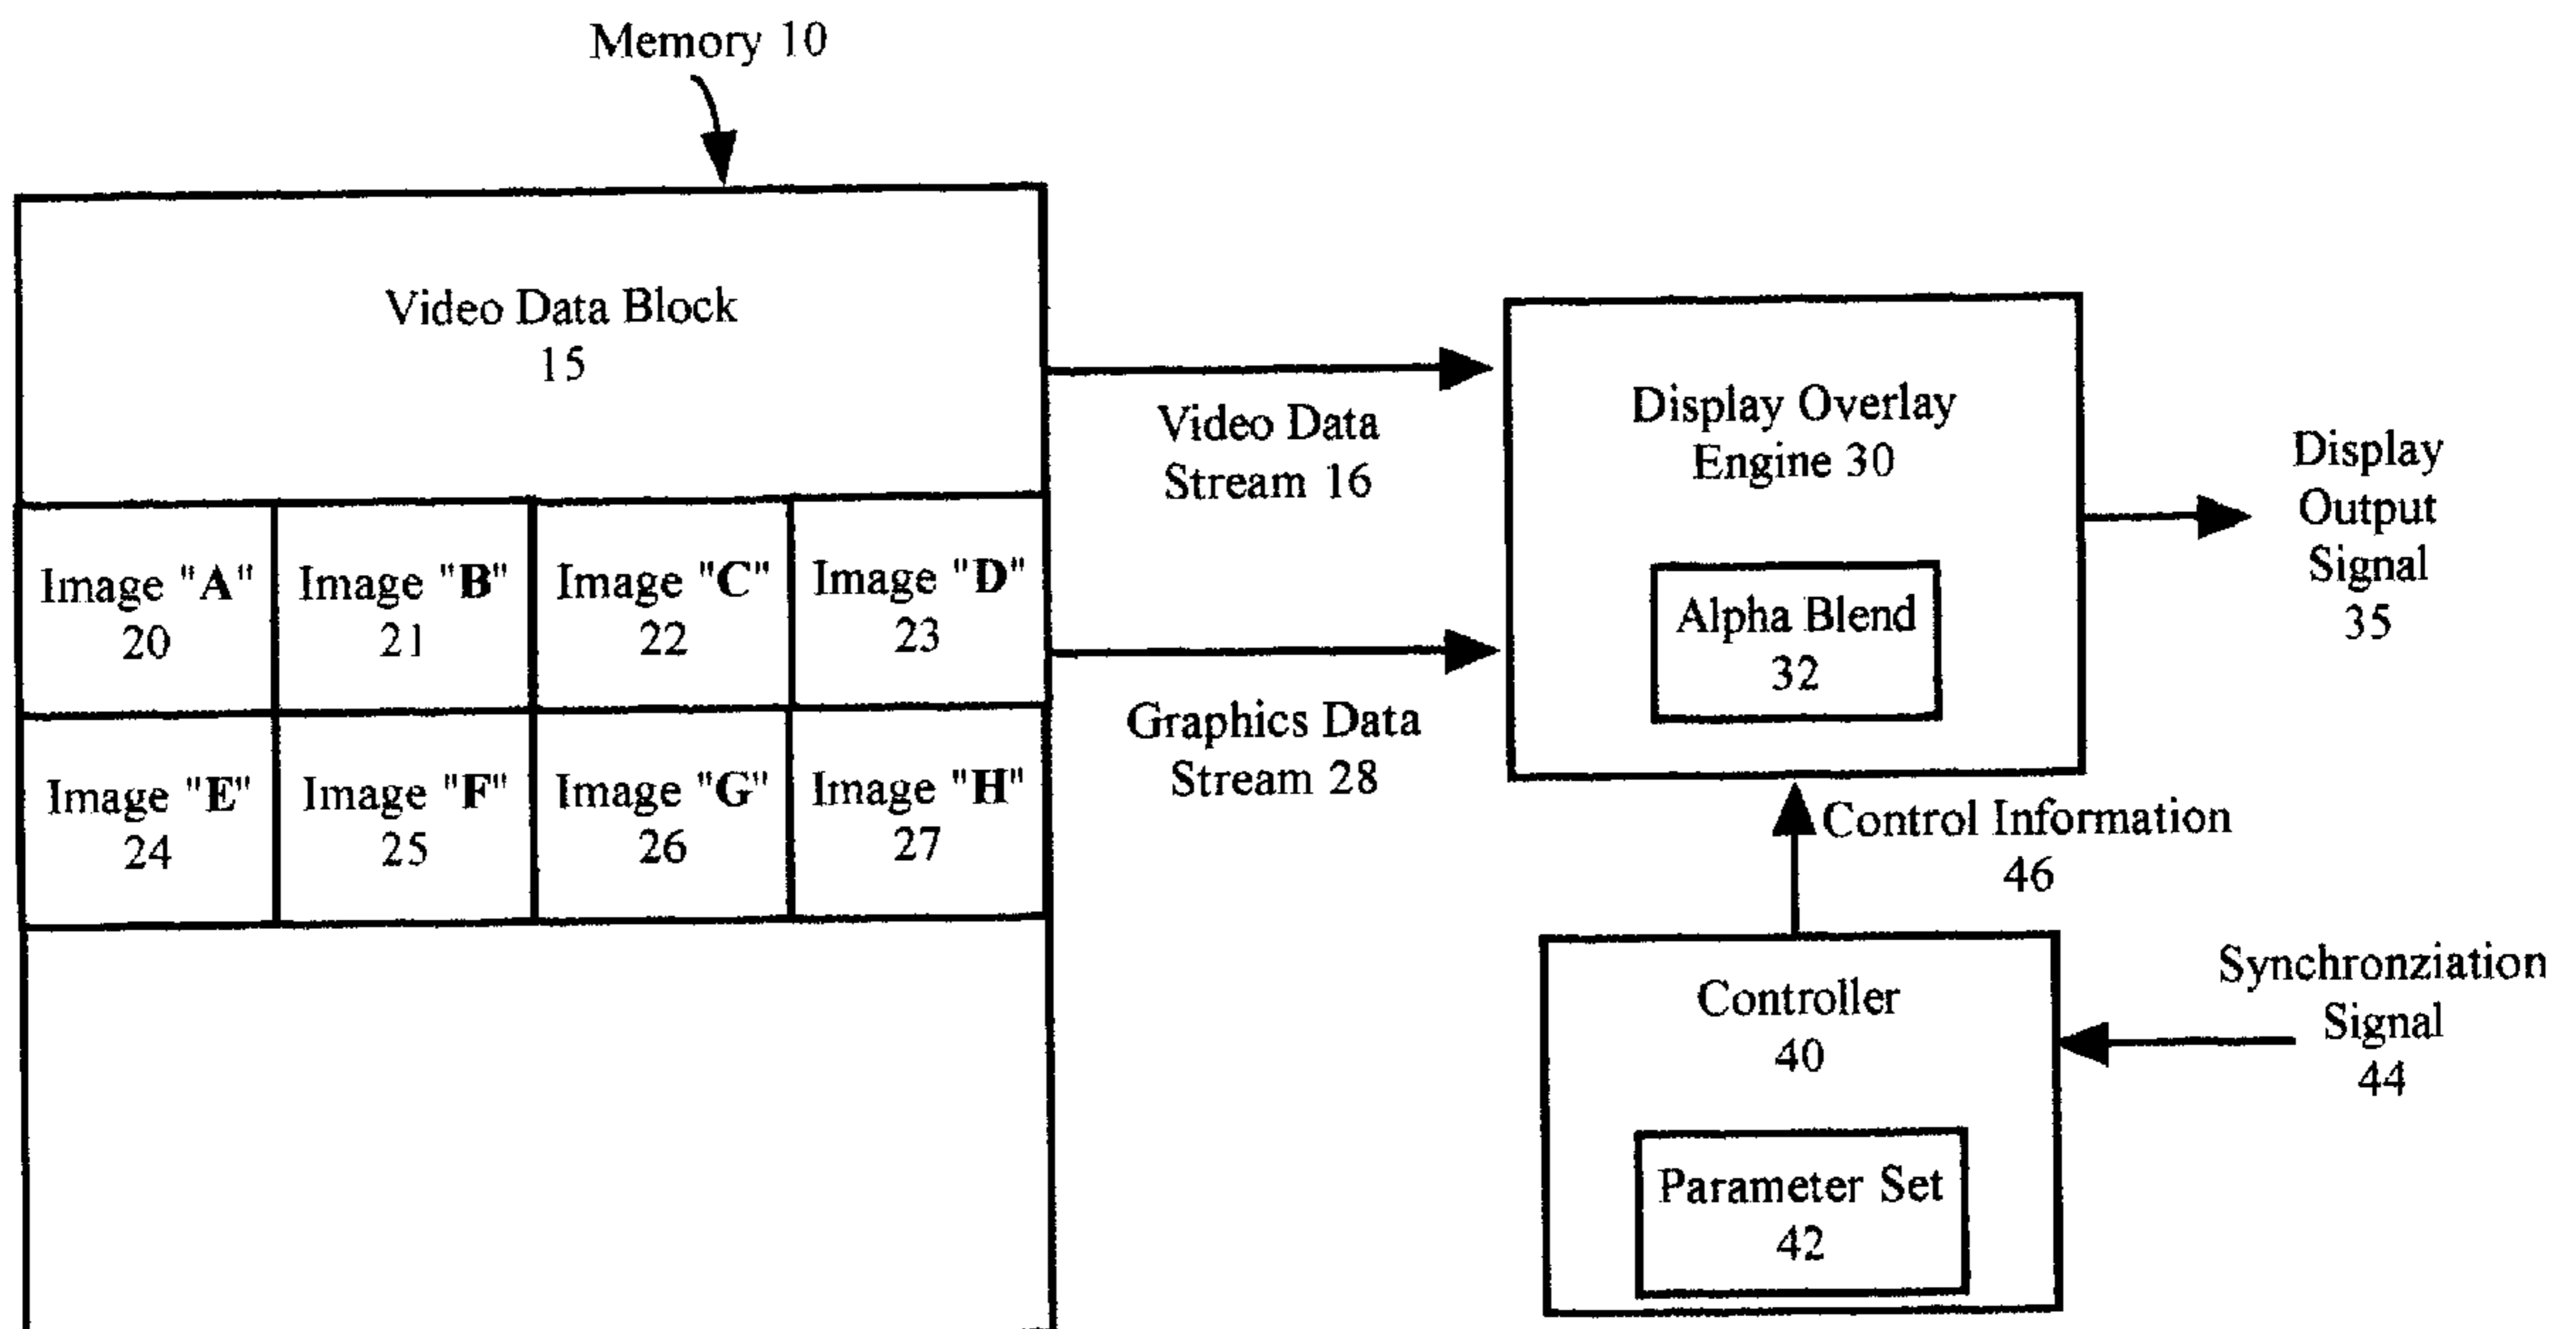 Memory 10
Video Data Block
15
Image "A"
20
Image "B"
21
Image "C"
22
Image "D"
23
Image "E"
24
Image "F"
25
Image "G"
26
Image "H"
27
Video Data
Stream 16
Graphics Data
Stream 28
Display Overlay
Engine 30
Alpha Blend
32
Display
Output
Signal
35
Control Information
46
Controller
40
Parameter Set
42
Synchronziation
Signal
44